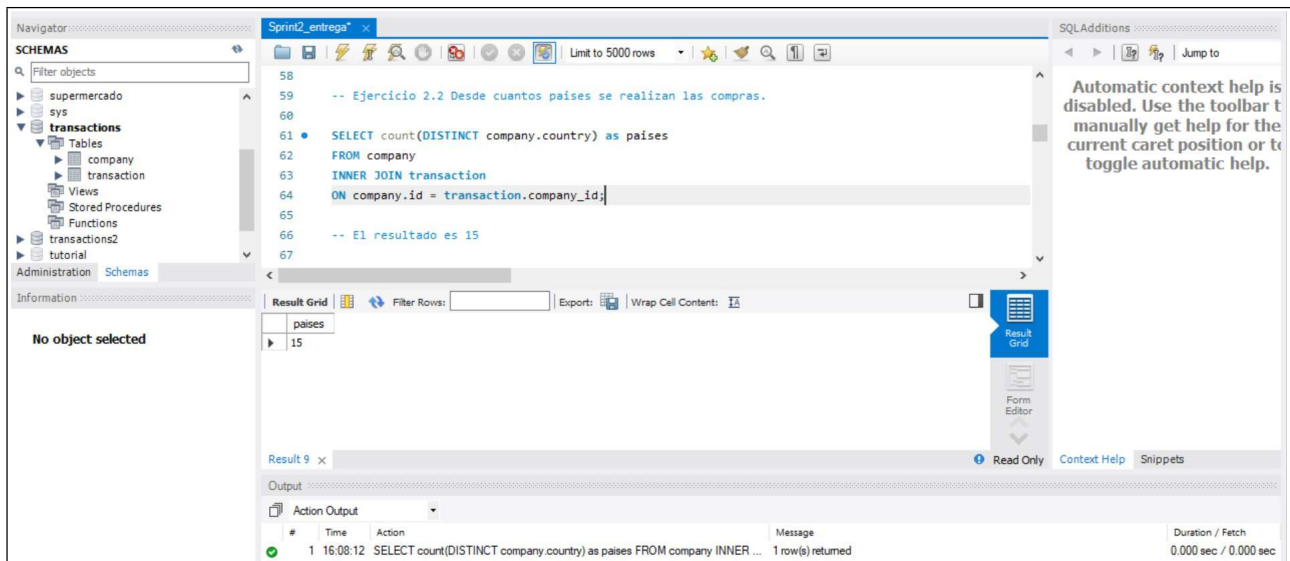 Navigator
SCHEMAS
Filter objects
supermercado
sys
transactions
Tables
company
transaction
Views
Stored Procedures
Functions
transactions2
tutorial
Administration Schemas
Information
No object selected
Sprint2_entrega*
Limit to 5000 rows
58
59 -- Ejercicio 2.2 Desde cuantos paises se realizan las compras.
60
61 SELECT count(DISTINCT company.country) as paises
62 FROM company
63 INNER JOIN transaction
64 ON company.id = transaction.company_id;
65
66 -- El resultado es 15
67
Result Grid Filter Rows: Export: Wrap Cell Content:
paises
15
Result Grid
Form Editor
Result 9
Read Only
Output
Action Output
# Time Action Message Duration / Fetch
1 16:08:12 SELECT count(DISTINCT company.country) as paises FROM company INNER ... 1 row(s) returned 0.000 sec / 0.000 sec
SQLAdditions
Jump to
Automatic context help is
disabled. Use the toolbar t
manually get help for the
current caret position or to
toggle automatic help.
Context Help Snippets